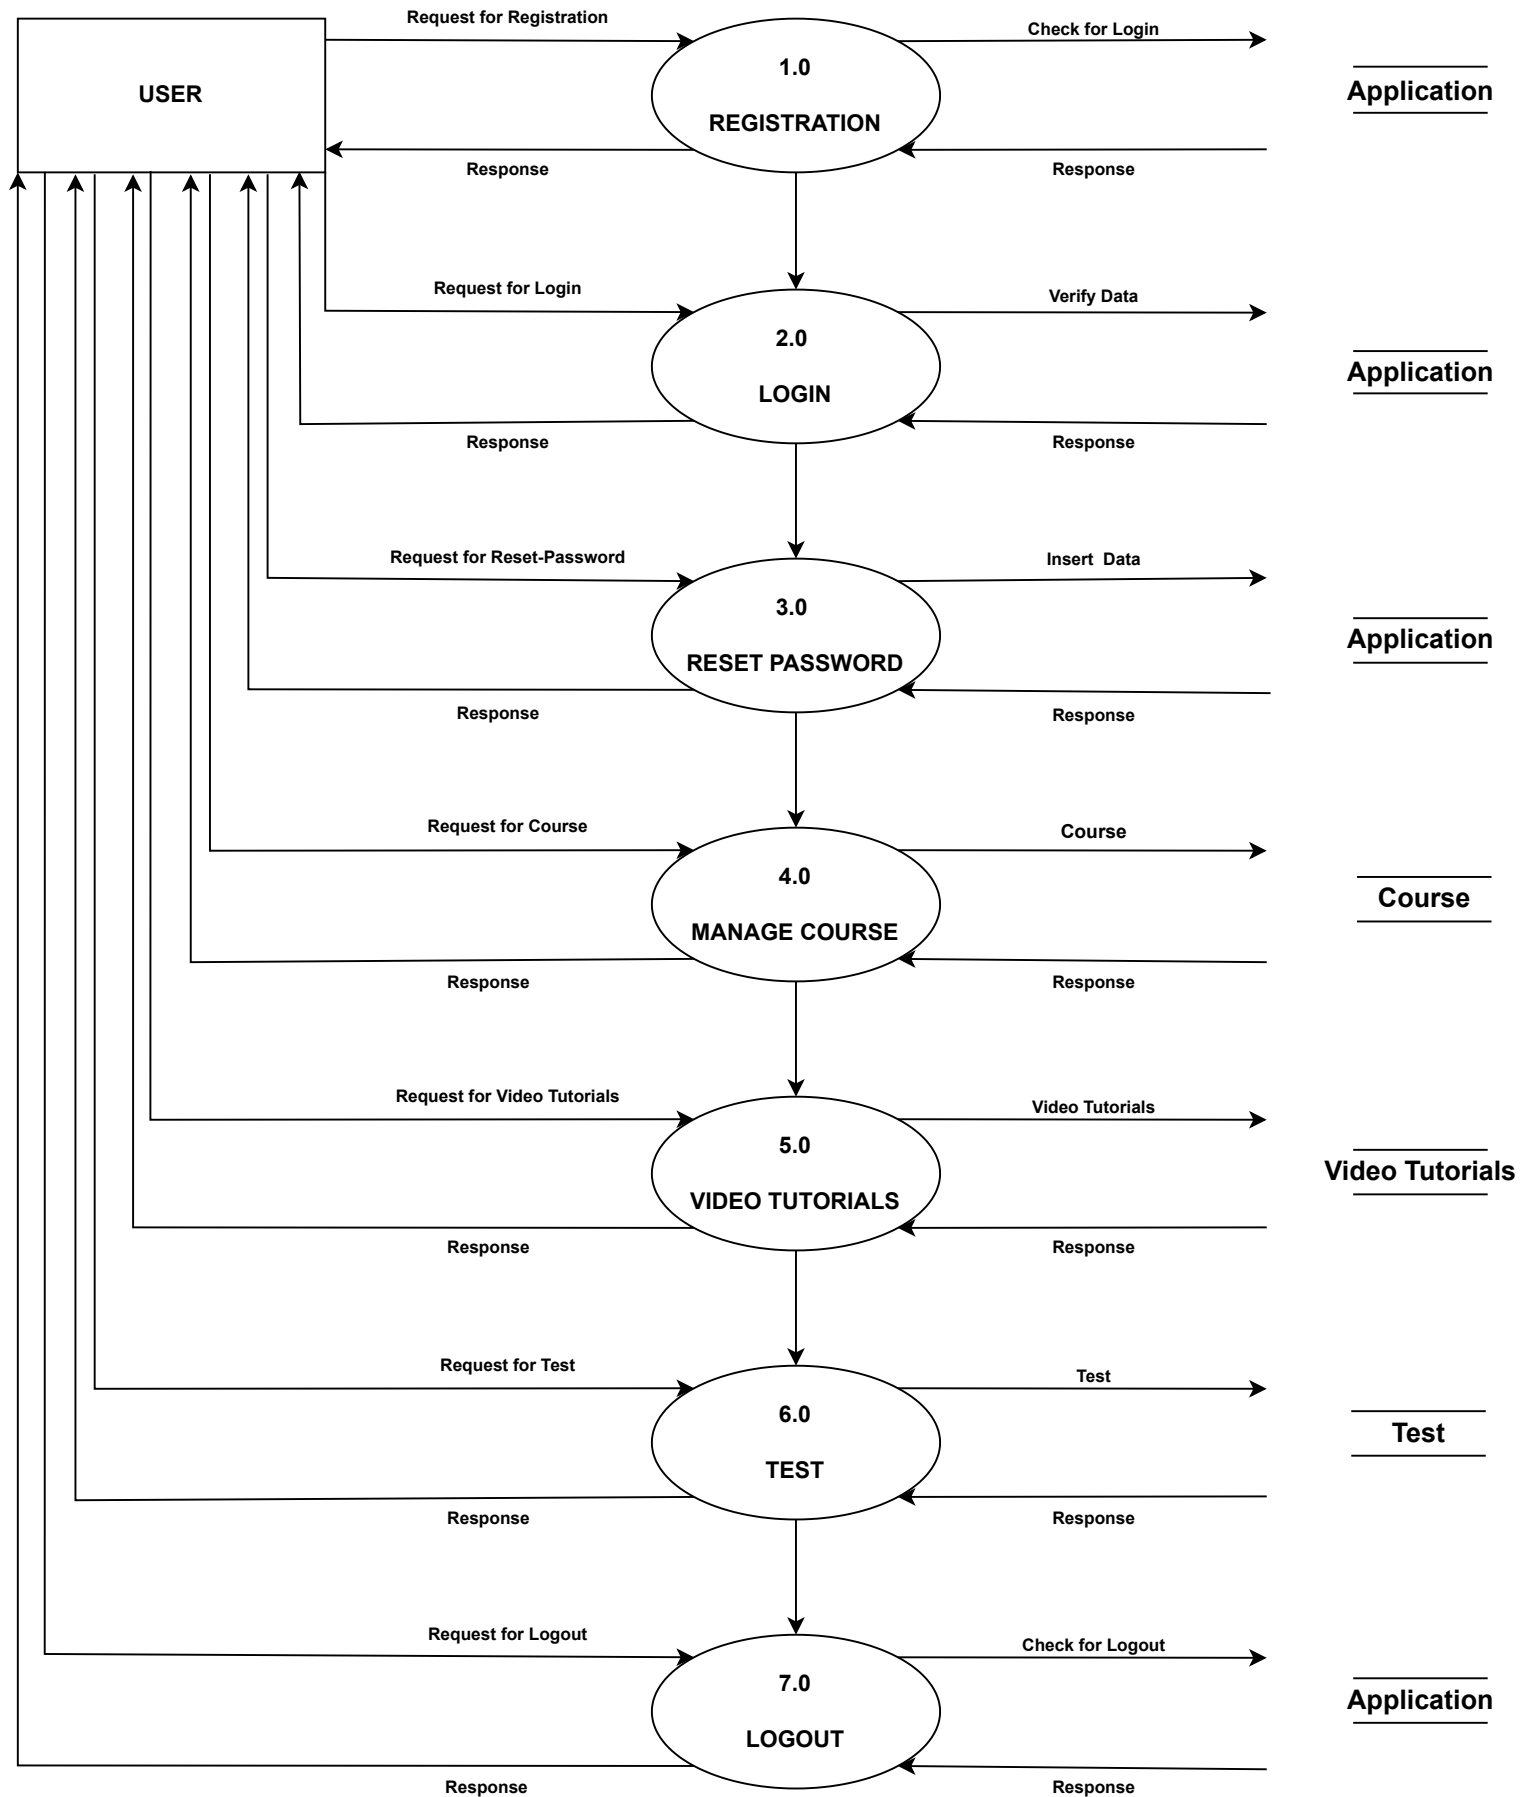 Request for Registration
Check for Login
USER
1.0
REGISTRATION
Application
Response
Response
Request for Login
Verify Data
2.0
LOGIN
Application
Response
Response
Request for Reset-Password
Insert  Data
3.0
RESET PASSWORD
Application
Response
Response
Request for Course
Course
4.0
MANAGE COURSE
Course
Response
Response
Request for Video Tutorials
Video Tutorials
5.0
VIDEO TUTORIALS
Video Tutorials
Response
Response
Request for Test
Test
6.0
TEST
Test
Response
Response
Request for Logout
Check for Logout
7.0
LOGOUT
Application
Response
Response